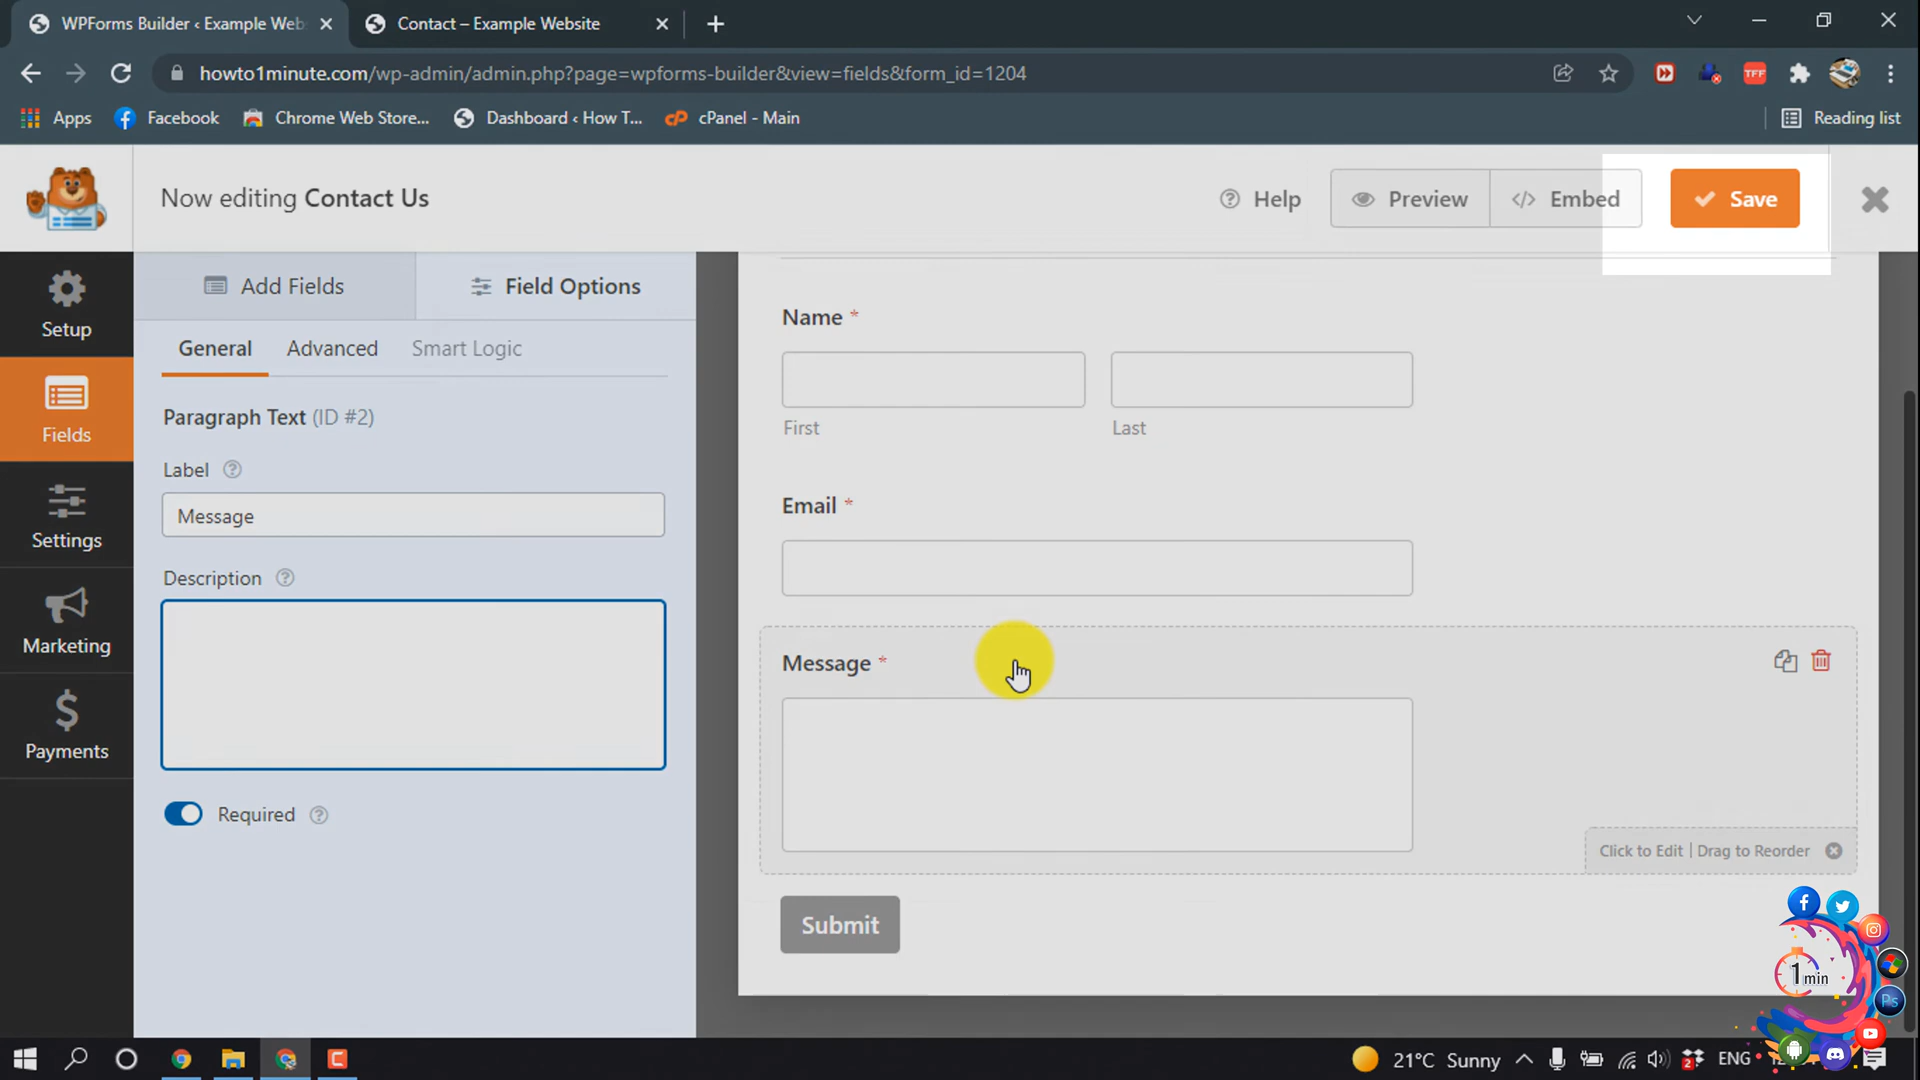 WPForms Builder ‹ Example Web
Contact – Example Website
howto1minute.com/wp-admin/admin.php?page=wpforms-builder&view=fields&form_id=1204
TFF
Apps
Facebook
Chrome Web Store...
Dashboard ‹ How T...
cPanel - Main
Reading list
Now editing Contact Us
Help
Preview
Embed
Save
Setup
Fields
Settings
Marketing
Payments
Add Fields
Field Options
General
Advanced
Smart Logic
Paragraph Text (ID #2)
Label
Message
Description
Required
Name *
First
Last
Email *
Message *
Click to Edit | Drag to Reorder
Submit
1 min
Ps
21°C Sunny
2
ENG